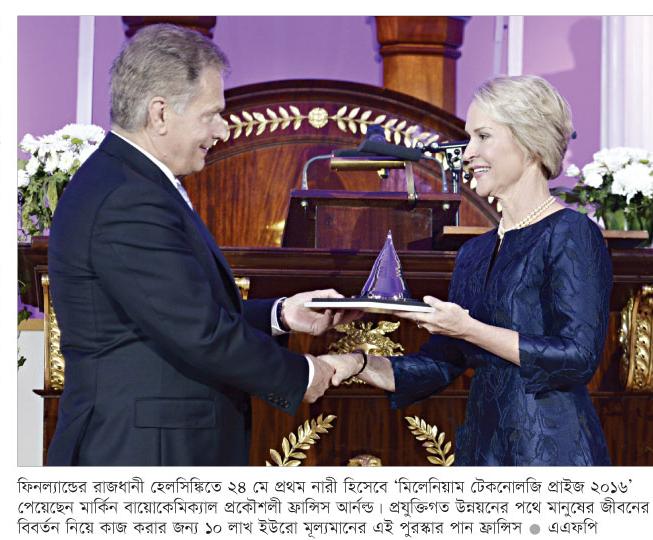 ফিনল্যান্ডের রাজধানী হেলসিঙ্কিতে ২৪ মে প্রথম নারী হিসেবে ‘মিলেনিয়াম টেকনোলজি প্রাইজ ২০১৬’
পেয়েছেন মার্কিন বায়োকেমিক্যাল প্রকৌশলী ফ্রান্সিস আর্নল্ড। প্রযুক্তিগত উন্নয়নের পথে মানুষের জীবনের
বিবর্তন নিয়ে কাজ করার জন্য ১০ লাখ ইউরো মূল্যমানের এই পুরস্কার পান ফ্রান্সিস ● এএফপি